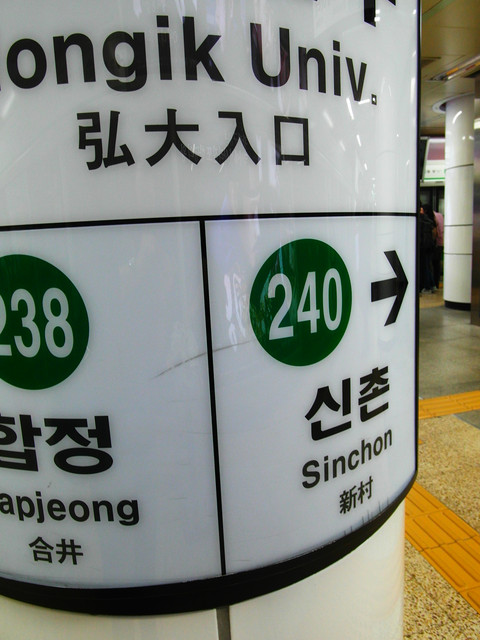 ongik Univ.
弘大入口
238
합정
apjeong
合井
240
신촌
Sinchon
新村